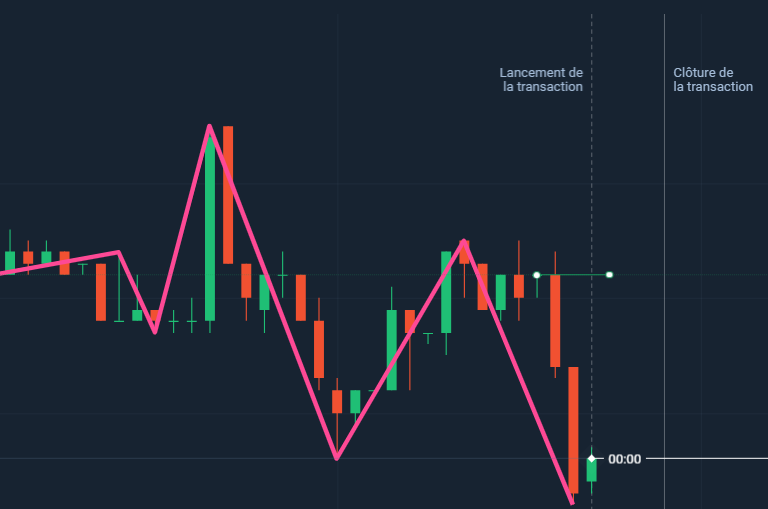 Lancement de
la transaction
Clôture de
la transaction
00:00